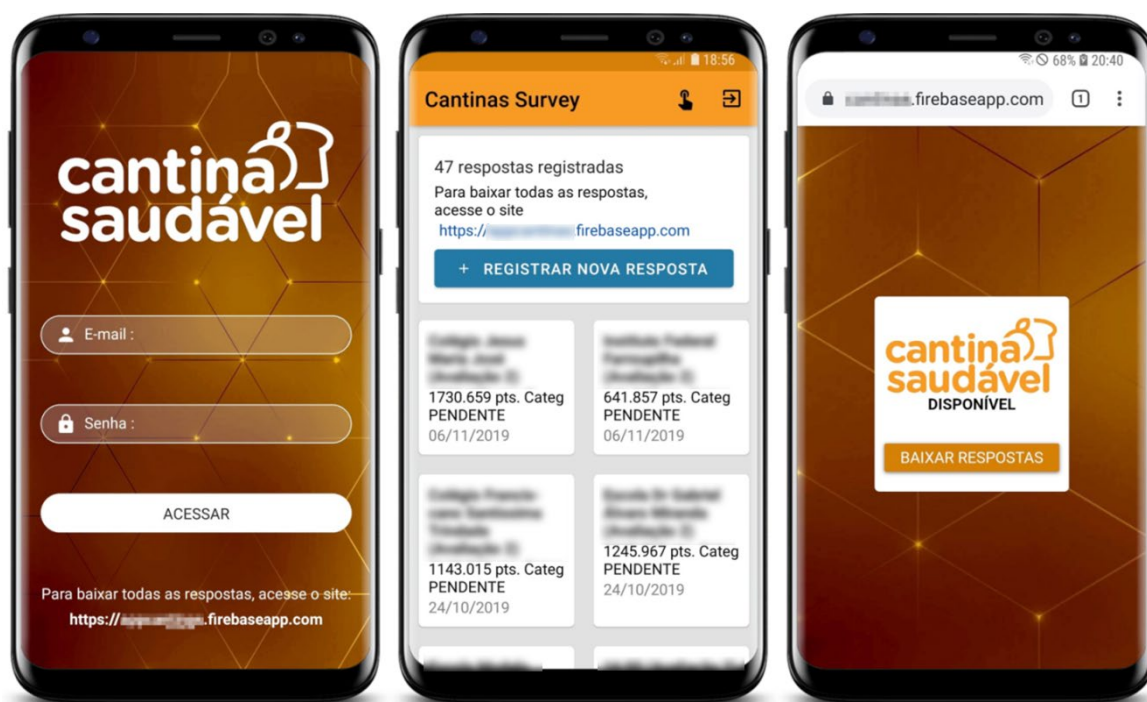 cantina
saudável
E-mail :
Senha :
ACESSAR
Para baixar todas as respostas, acesse o site:
https:// .firebaseapp.com
18:56
Cantinas Survey
47 respostas registradas
Para baixar todas as respostas,
acesse o site
https:// firebaseapp.com
+ REGISTRAR NOVA RESPOSTA
1730.659 pts. Categ
PENDENTE
06/11/2019
641.857 pts. Categ
PENDENTE
06/11/2019
1143.015 pts. Categ
PENDENTE
24/10/2019
1245.967 pts. Categ
PENDENTE
24/10/2019
68% 20:40
.firebaseapp.com 1
cantina
saudável
DISPONÍVEL
BAIXAR RESPOSTAS